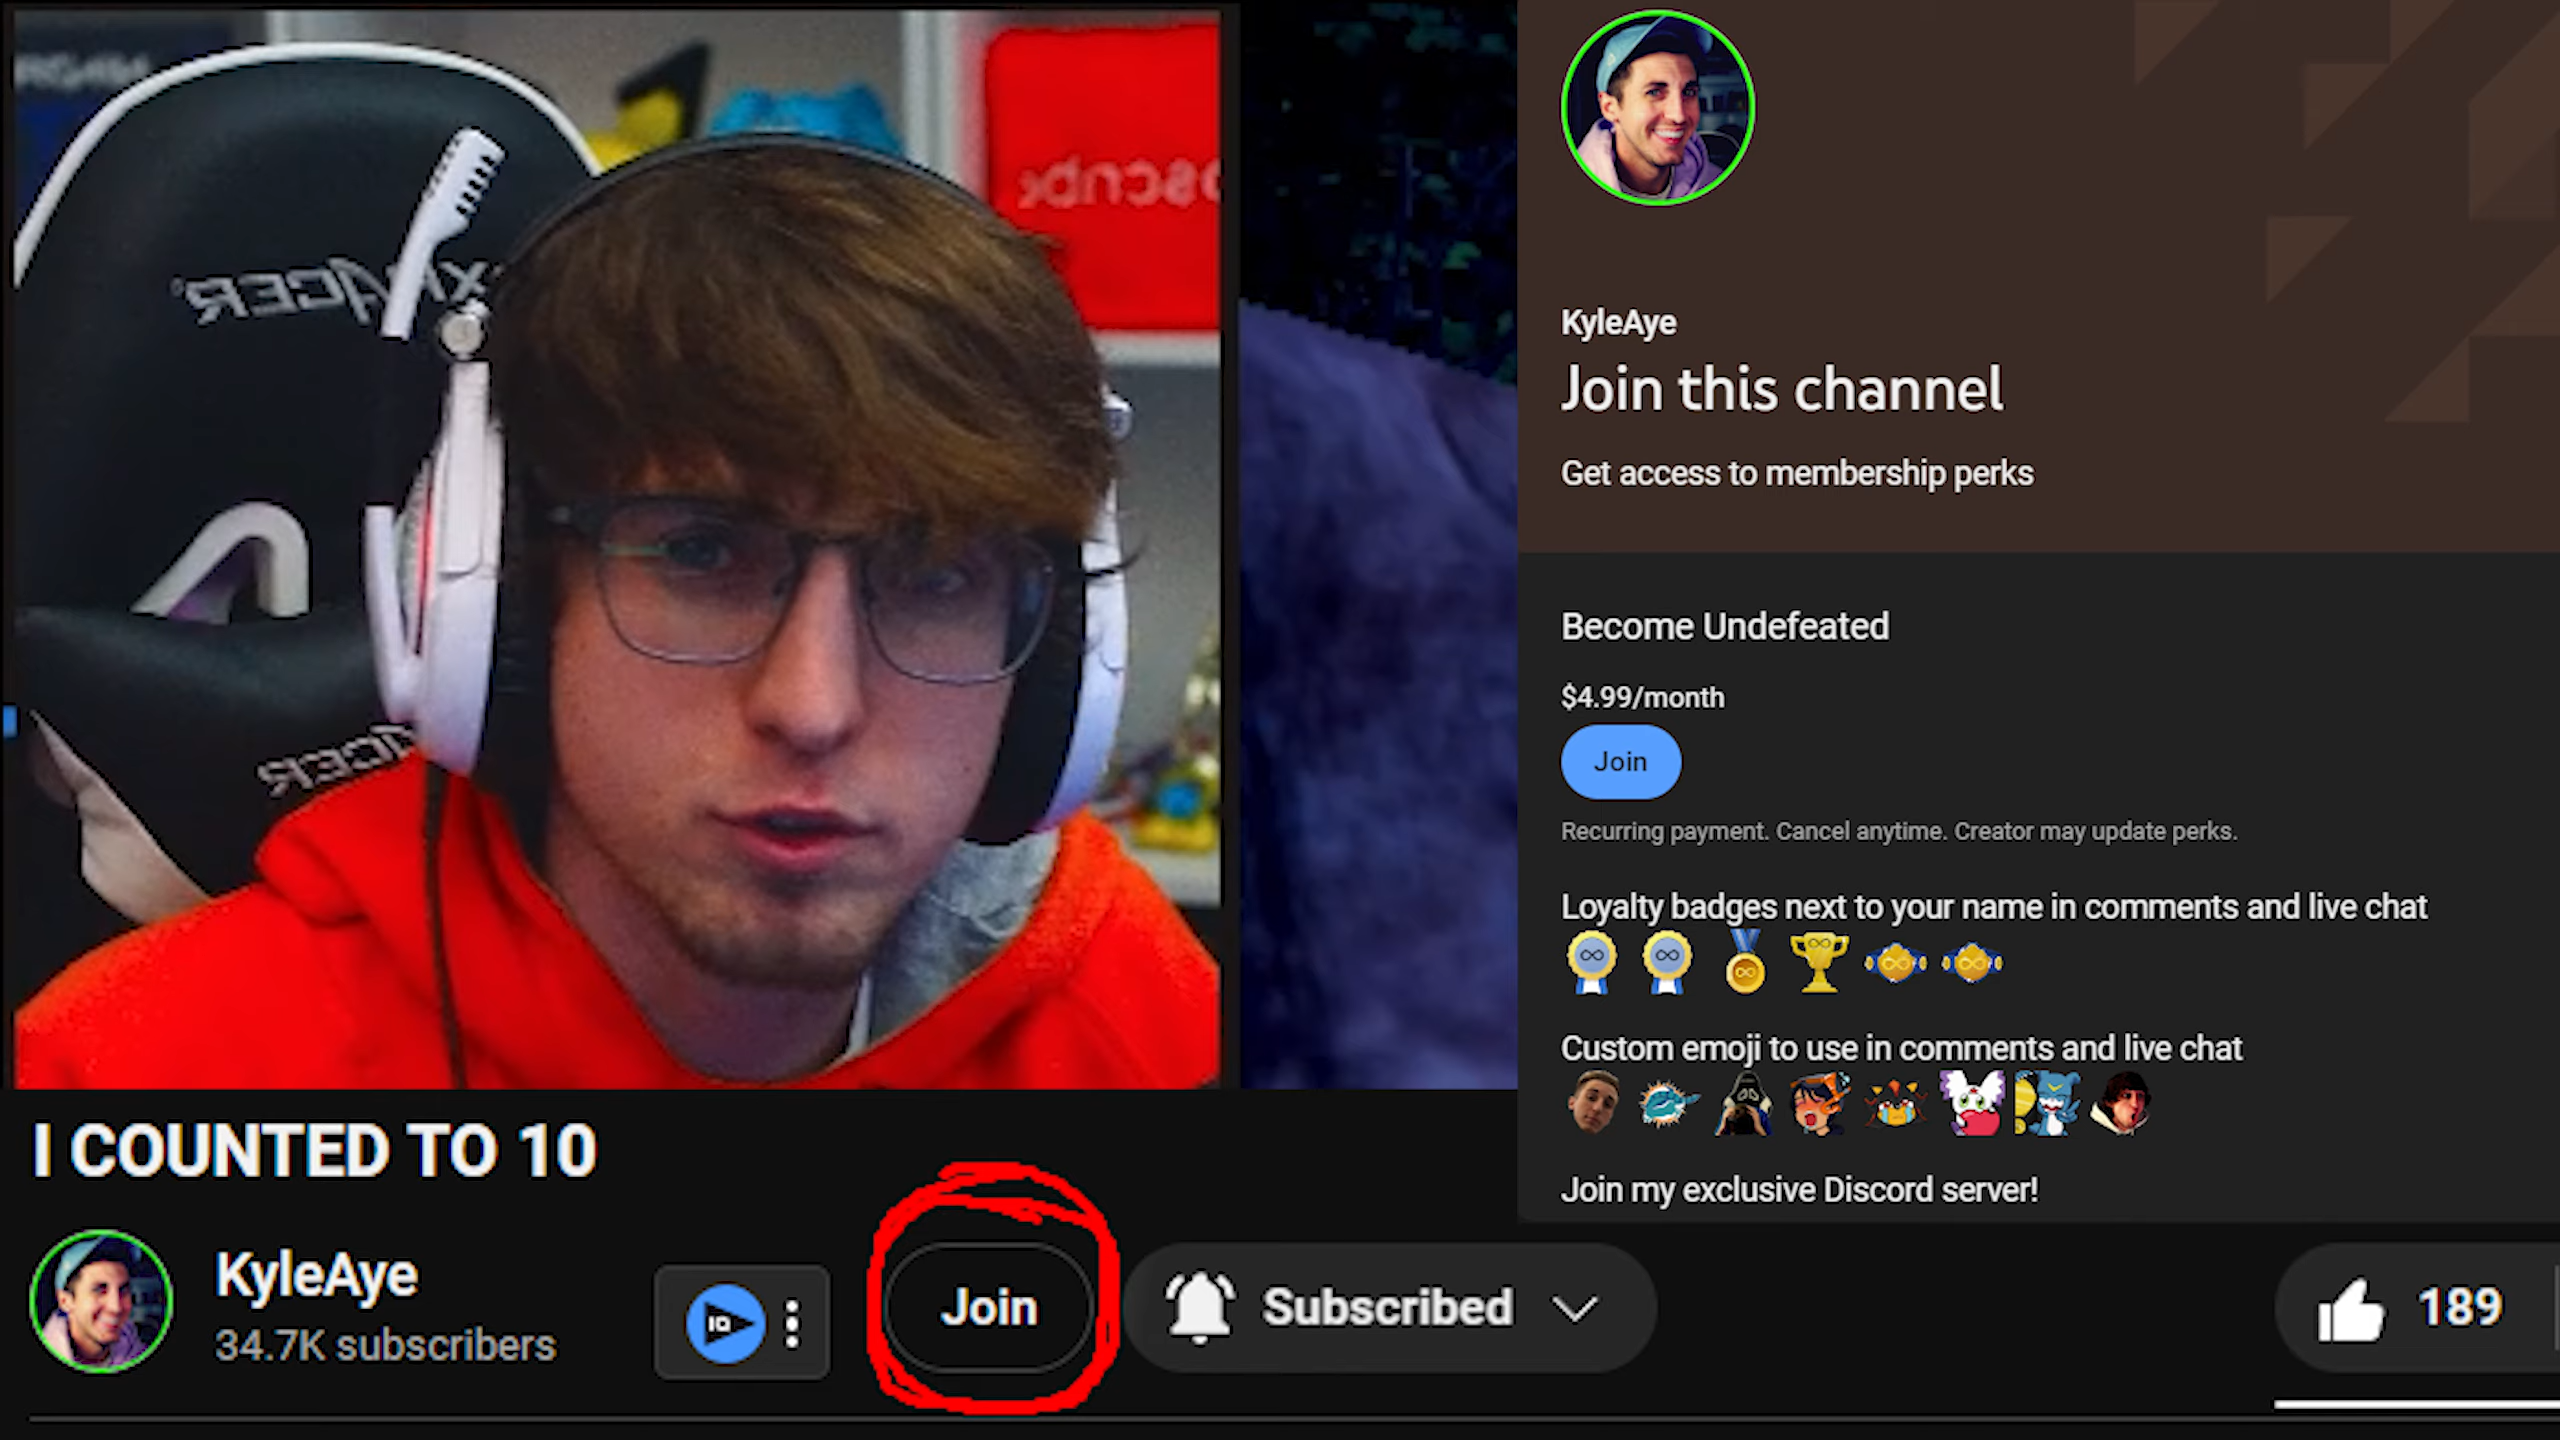 I COUNTED TO 10
KyleAye
34.7K subscribers
IQ
Join
Subscribed
189
KyleAye
Join this channel
Get access to membership perks
Become Undefeated
$4.99/month
Join
Recurring payment. Cancel anytime. Creator may update perks.
Loyalty badges next to your name in comments and live chat
Custom emoji to use in comments and live chat
Join my exclusive Discord server!